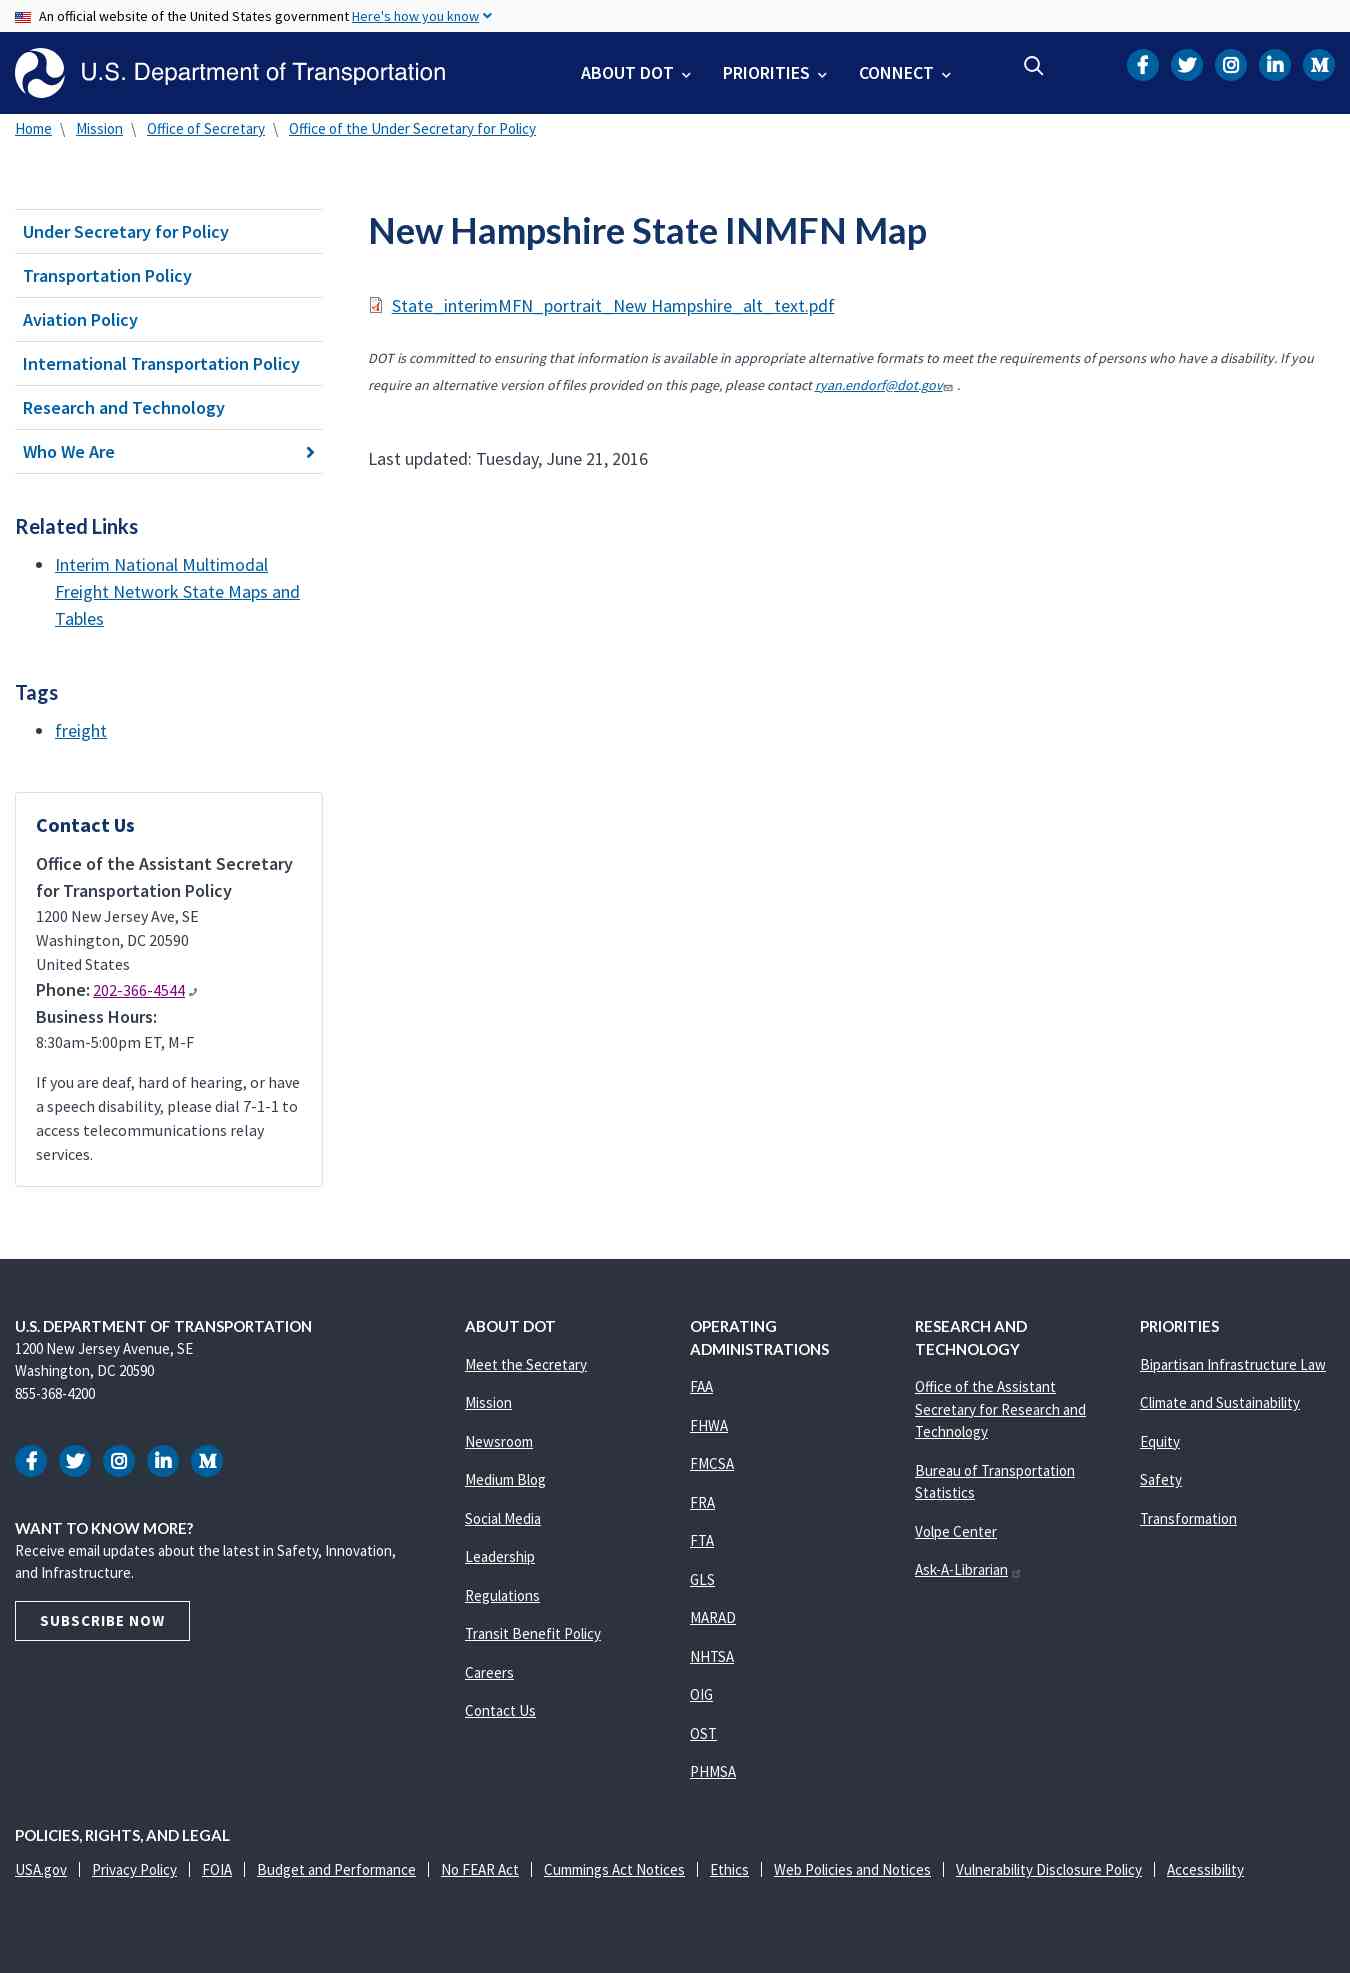 An official website of the United States government Here's how you know
U.S. Department of Transportation
ABOUT DOT
PRIORITIES
CONNECT
Home \ Mission \ Office of Secretary \ Office of the Under Secretary for Policy
Under Secretary for Policy
Transportation Policy
Aviation Policy
International Transportation Policy
Research and Technology
Who We Are
Related Links
Interim National Multimodal
Freight Network State Maps and
Tables
Tags
freight
Contact Us
Office of the Assistant Secretary
for Transportation Policy
1200 New Jersey Ave, SE
Washington, DC 20590
United States
Phone: 202-366-4544
Business Hours:
8:30am-5:00pm ET, M-F
If you are deaf, hard of hearing, or have
a speech disability, please dial 7-1-1 to
access telecommunications relay
services.
New Hampshire State INMFN Map
State_interimMFN_portrait_New Hampshire_alt_text.pdf
DOT is committed to ensuring that information is available in appropriate alternative formats to meet the requirements of persons who have a disability. If you
require an alternative version of files provided on this page, please contact ryan.endorf@dot.gov .
Last updated: Tuesday, June 21, 2016
U.S. DEPARTMENT OF TRANSPORTATION
1200 New Jersey Avenue, SE
Washington, DC 20590
855-368-4200
WANT TO KNOW MORE?
Receive email updates about the latest in Safety, Innovation,
and Infrastructure.
SUBSCRIBE NOW
ABOUT DOT
Meet the Secretary
Mission
Newsroom
Medium Blog
Social Media
Leadership
Regulations
Transit Benefit Policy
Careers
Contact Us
OPERATING
ADMINISTRATIONS
FAA
FHWA
FMCSA
FRA
FTA
GLS
MARAD
NHTSA
OIG
OST
PHMSA
RESEARCH AND
TECHNOLOGY
Office of the Assistant
Secretary for Research and
Technology
Bureau of Transportation
Statistics
Volpe Center
Ask-A-Librarian
PRIORITIES
Bipartisan Infrastructure Law
Climate and Sustainability
Equity
Safety
Transformation
POLICIES, RIGHTS, AND LEGAL
USA.gov | Privacy Policy | FOIA | Budget and Performance | No FEAR Act | Cummings Act Notices | Ethics | Web Policies and Notices | Vulnerability Disclosure Policy | Accessibility